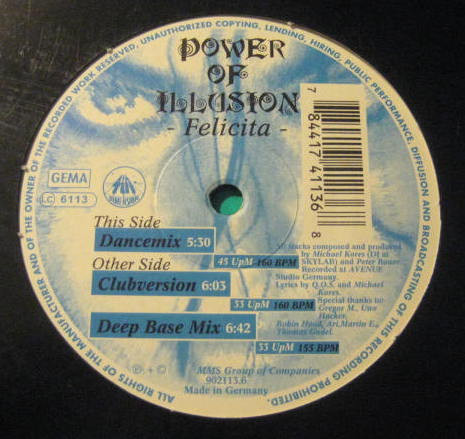 UNAUTHORIZED COPYING, LENDING, HIRING, PUBLIC PERFORMANCE, DIFFUSION AND BROADCASTING OF THIS RECORDING PROHIBITED.
ALL RIGHTS OF THE MANUFACTURER AND OF THE OWNER OF THE RECORDED WORK RESERVED,
POWER
OF
ILLUSION
- Felicita -
GEMA
LC 6113
7 84417 41136 8
This Side
Dancemix 5:30
45 UpM 160 BPM
Other Side
Clubversion 6:03
33 UpM 160 BPM
Deep Base Mix 6:42
33 UpM 155 BPM
All tracks composed and produced
by Michael Kores (DJ at
SKYLAB) and Peter Bauer
Recorded at AVENUE
Studio Germany.
Lyrics by Q.O.S. and Michael
Kores.
Special thanks to:
Gregor M., Uwe
Hacker,
Robin Hood, Ari, Martin E.,
Thomas
℗ + ©
MMS Group of Companies
902113.6
Made in Germany